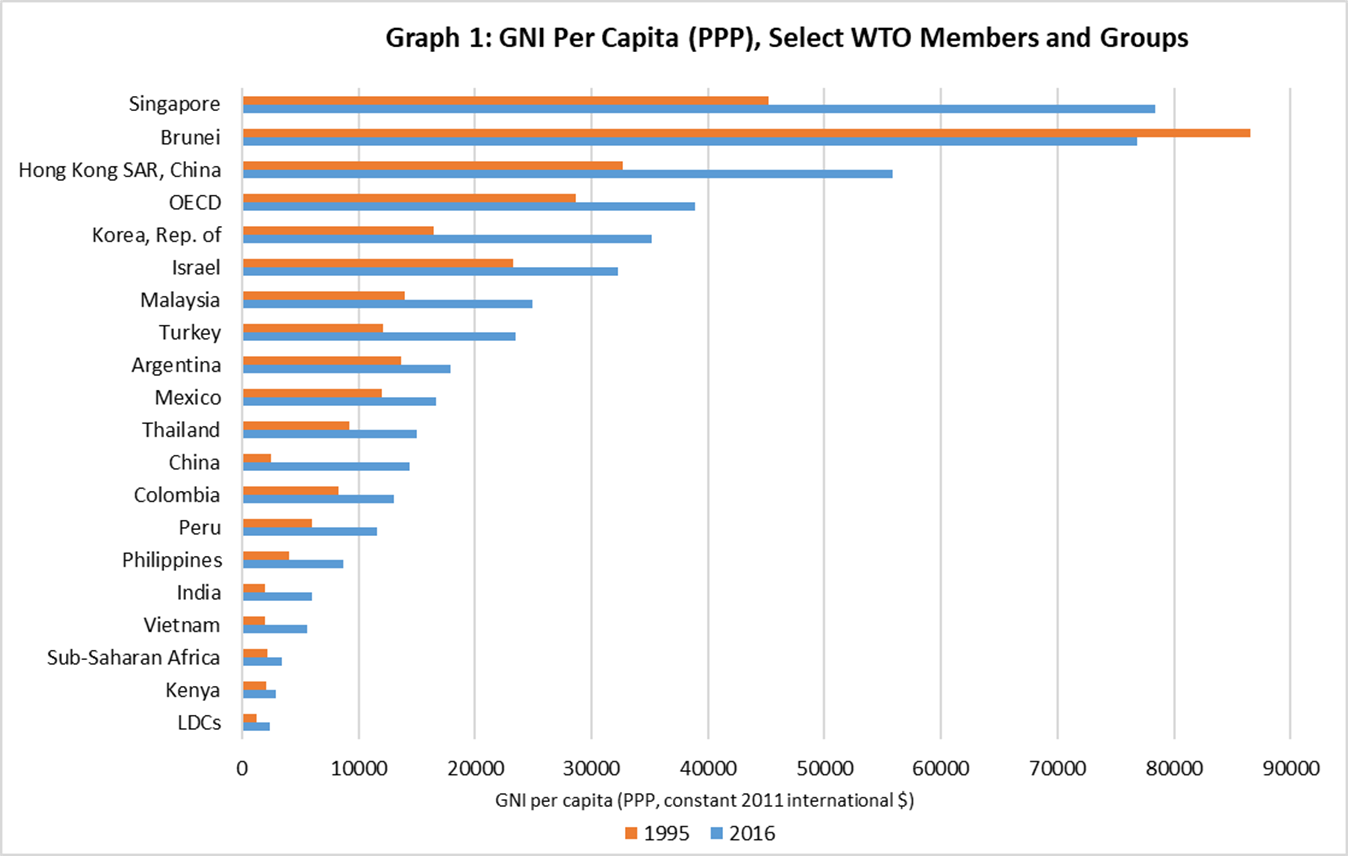 Graph 1: GNI Per Capita (PPP), Select WTO Members and Groups
Singapore
Brunei
Hong Kong SAR, China
OECD
Korea, Rep. of
Israel
Malaysia
Turkey
Argentina
Mexico
Thailand
China
Colombia
Peru
Philippines
India
Vietnam
Sub-Saharan Africa
Kenya
LDCs
0 10000 20000 30000 40000 50000 60000 70000 80000 90000
GNI per capita (PPP, constant 2011 international $)
1995 2016